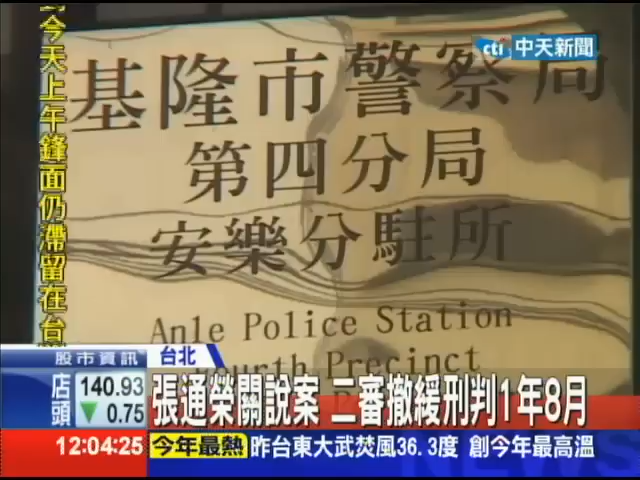 對今天上午鋒面仍滯留在台
cti 中天新聞
基隆市警察局
第四分局
安樂分駐所
Anle Police Station
Fourth Precinct
股市資訊
台北
店頭
140.93
▼ 0.75
張通榮關說案 二審撤緩刑判1年8月
12:04:25
今年最熱
昨台東大武焚風36.3度 創今年最高溫
NEWS